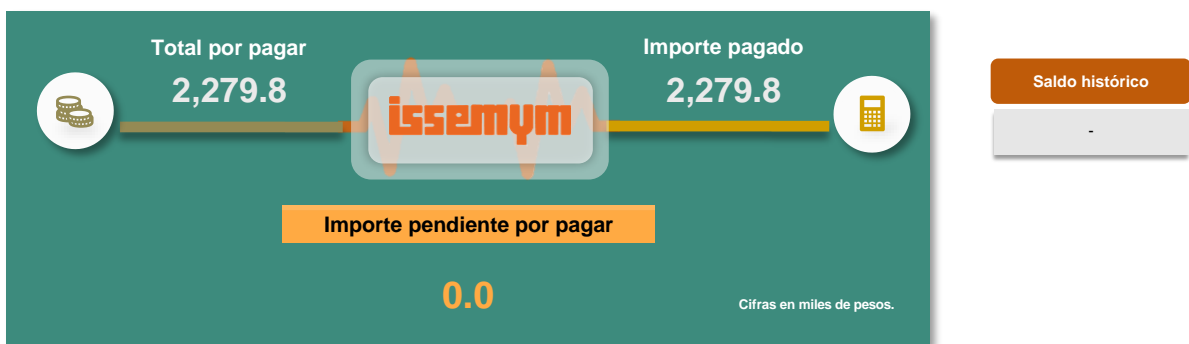 Total por pagar
2,279.8
issemym
Importe pagado
2,279.8
Saldo histórico
-
Importe pendiente por pagar
0.0
Cifras en miles de pesos.